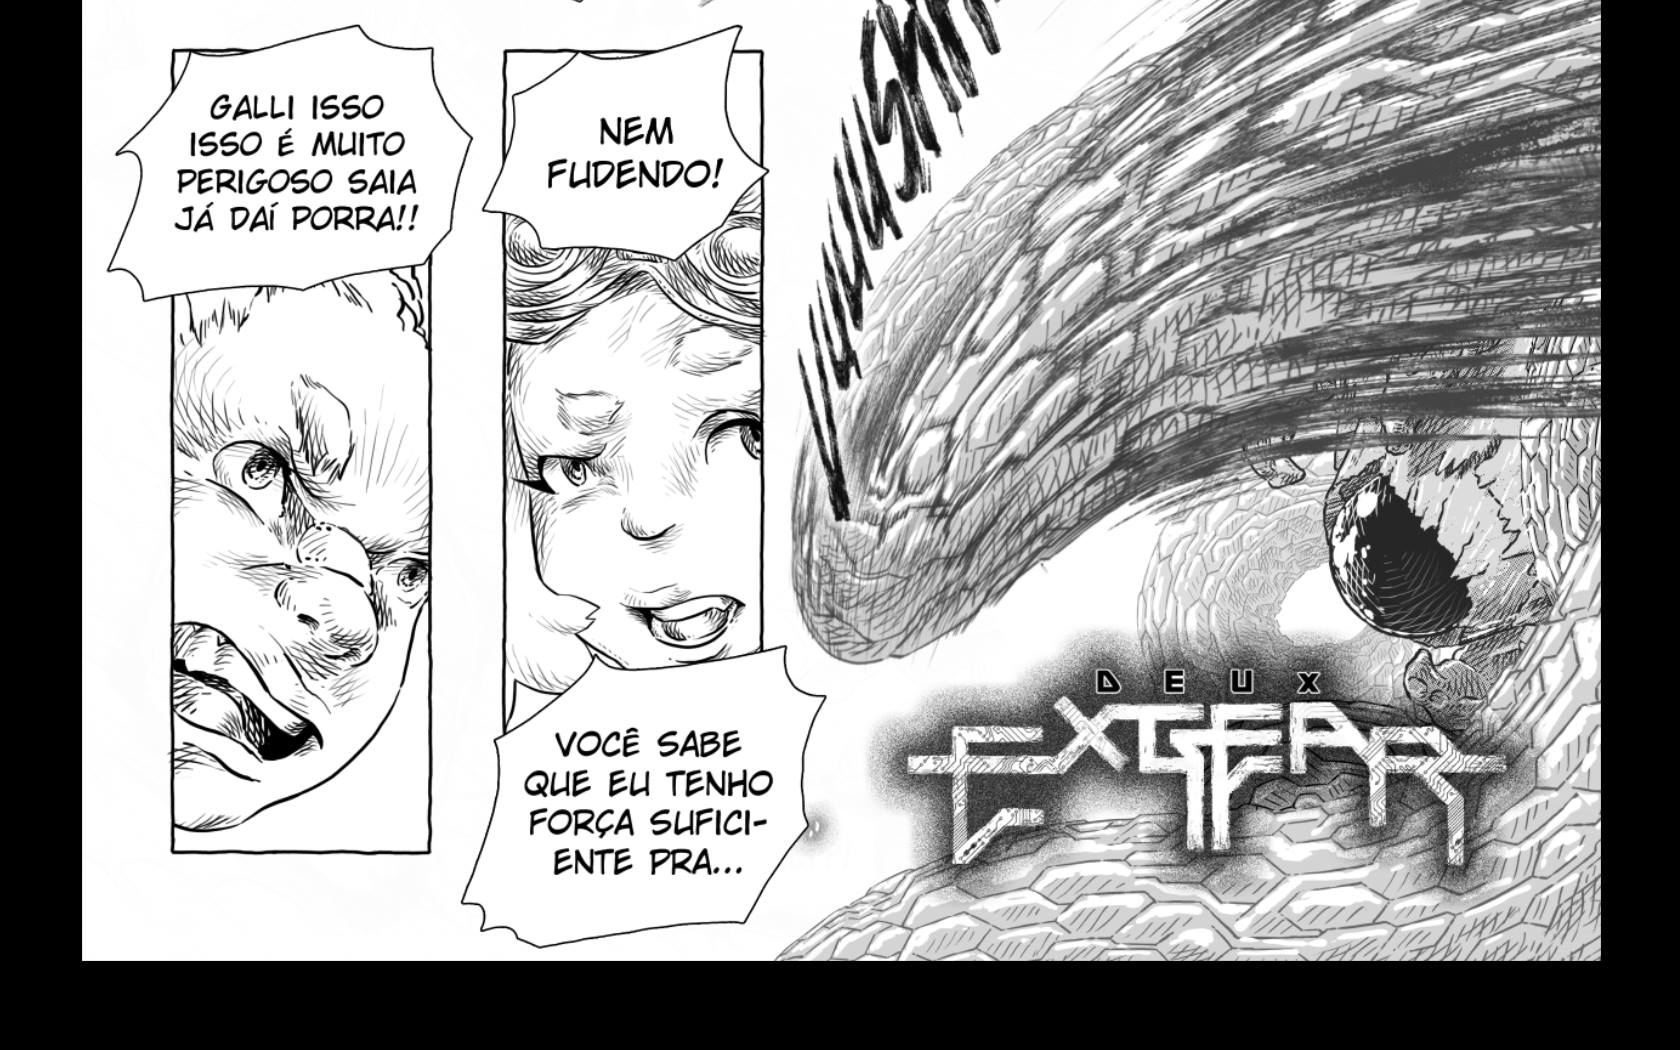 GALLI ISSO
ISSO É MUITO
PERIGOSO SAIA
JÁ DAÍ PORRA!!
NEM
FUDENDO!
VOCÊ SABE
QUE EU TENHO
FORÇA SUFICI-
ENTE PRA...
DEUX